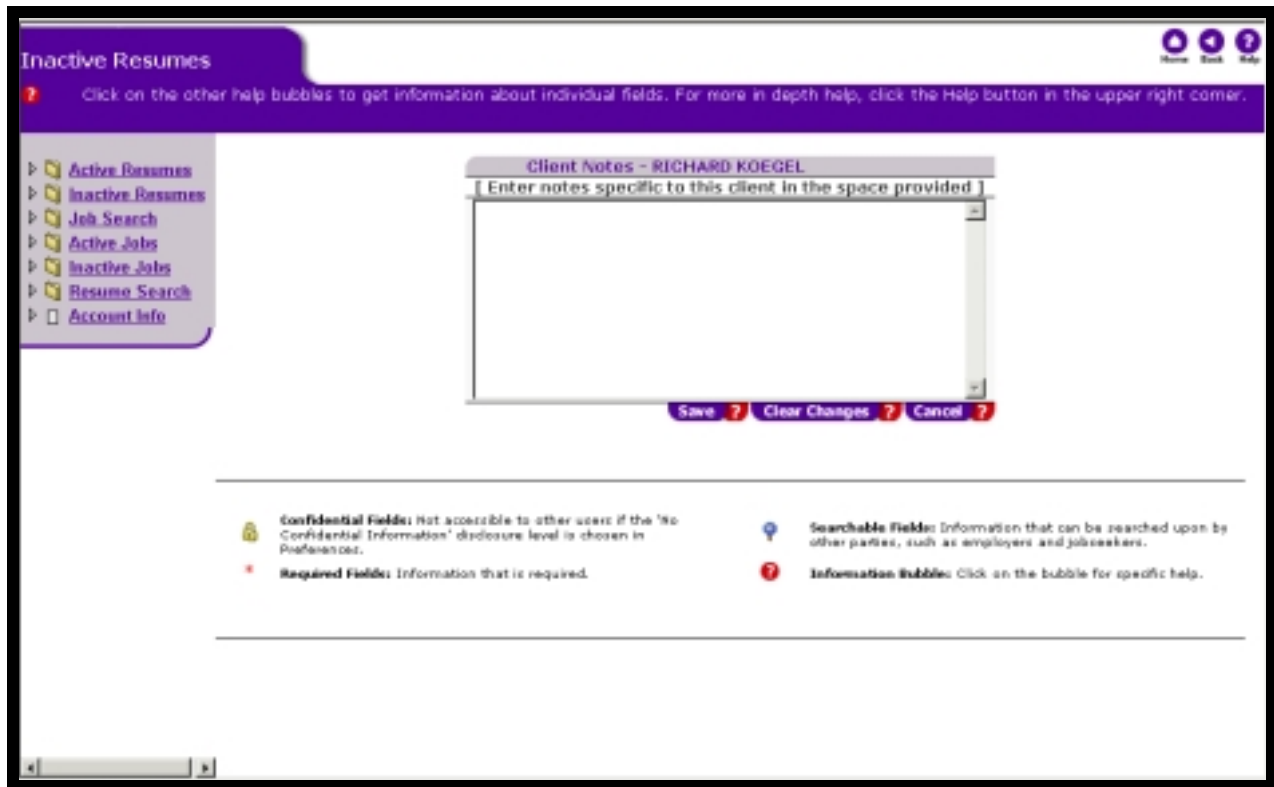 Inactive Resumes
Home Back Help
? Click on the other help bubbles to get information about individual fields. For more in depth help, click the Help button in the upper right corner.
Active Resumes
Inactive Resumes
Job Search
Active Jobs
Inactive Jobs
Resume Search
Account Info
Client Notes - RICHARD KOEGEL
[ Enter notes specific to this client in the space provided ]
Save ? Clear Changes ? Cancel ?
Confidential Fields: Not accessible to other users if the 'No
Confidential Information' disclosure level is chosen in
Preferences.
* Required Fields: Information that is required.
Searchable Fields: Information that can be searched upon by
other parties, such as employers and jobseekers.
? Information Bubble: Click on the bubble for specific help.